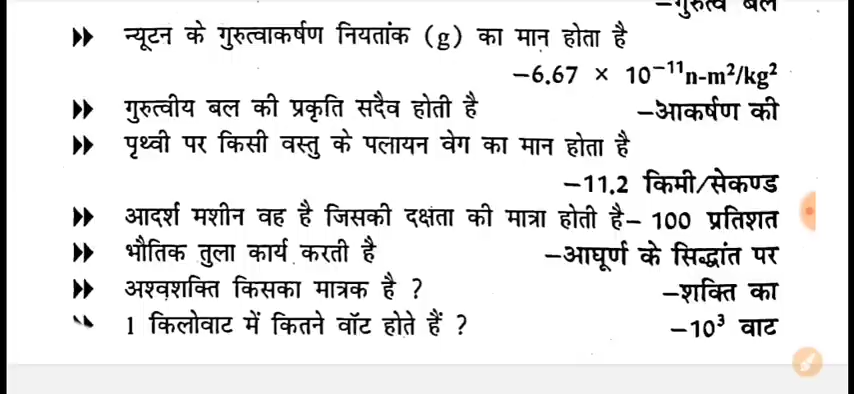 –गुरुत्व बल
न्यूटन के गुरुत्वाकर्षण नियतांक (g) का मान होता है
–6.67 × 10⁻¹¹n-m²/kg²
गुरुत्वीय बल की प्रकृति सदैव होती है –आकर्षण की
पृथ्वी पर किसी वस्तु के पलायन वेग का मान होता है
–11.2 किमी/सेकण्ड
आदर्श मशीन वह है जिसकी दक्षता की मात्रा होती है– 100 प्रतिशत
भौतिक तुला कार्य करती है –आघूर्ण के सिद्धांत पर
अश्वशक्ति किसका मात्रक है ? –शक्ति का
1 किलोवाट में कितने वॉट होते हैं ? –10³ वाट